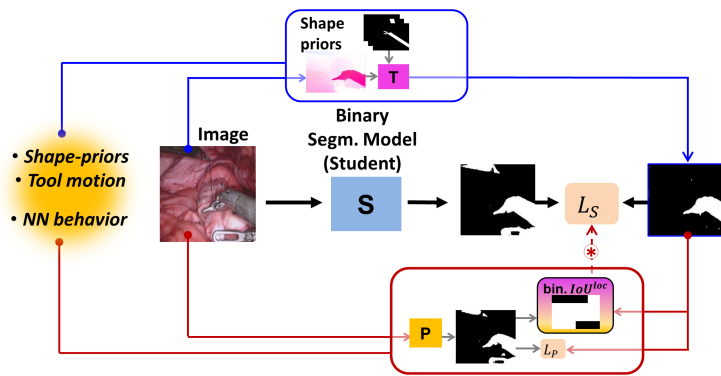 Shape
priors
T
Image
Binary
Segm. Model
(Student)
• Shape-priors
• Tool motion
• NN behavior
S
L_S
*
bin. IoU^{loc}
P
L_P